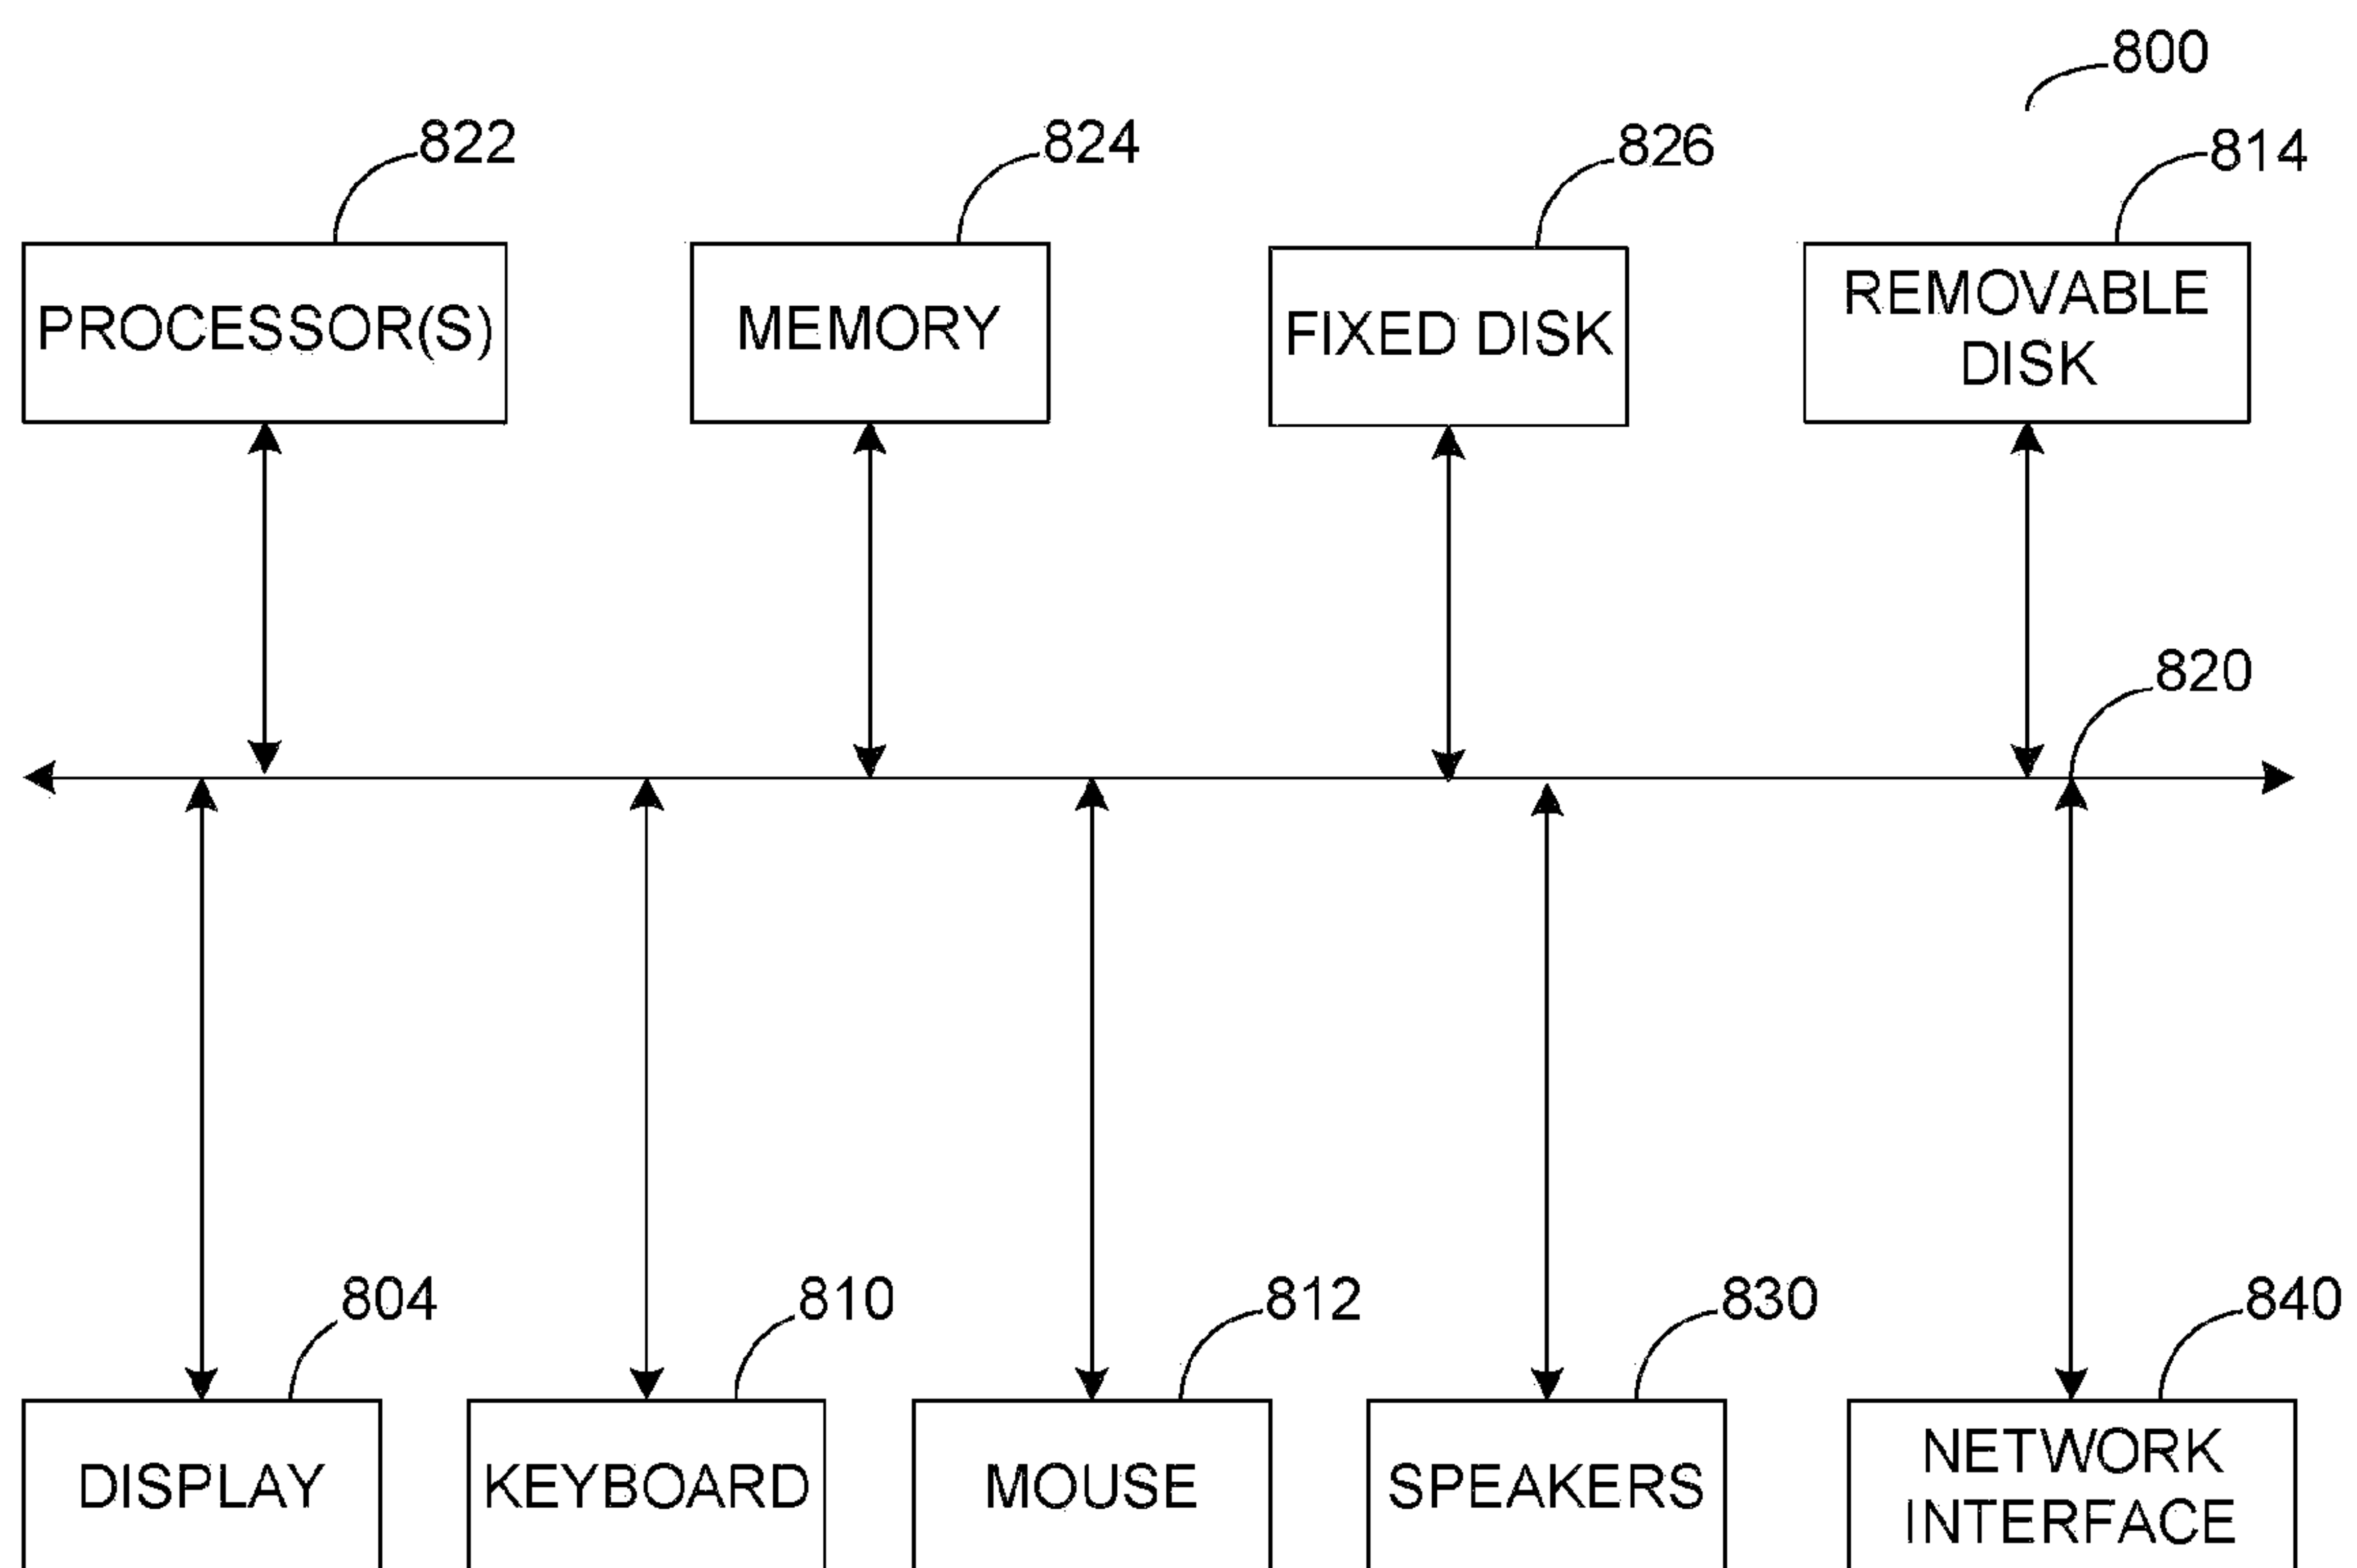 800
822
824
826
814
PROCESSOR(S)
MEMORY
FIXED DISK
REMOVABLE
DISK
820
804
810
812
830
840
DISPLAY
KEYBOARD
MOUSE
SPEAKERS
NETWORK
INTERFACE